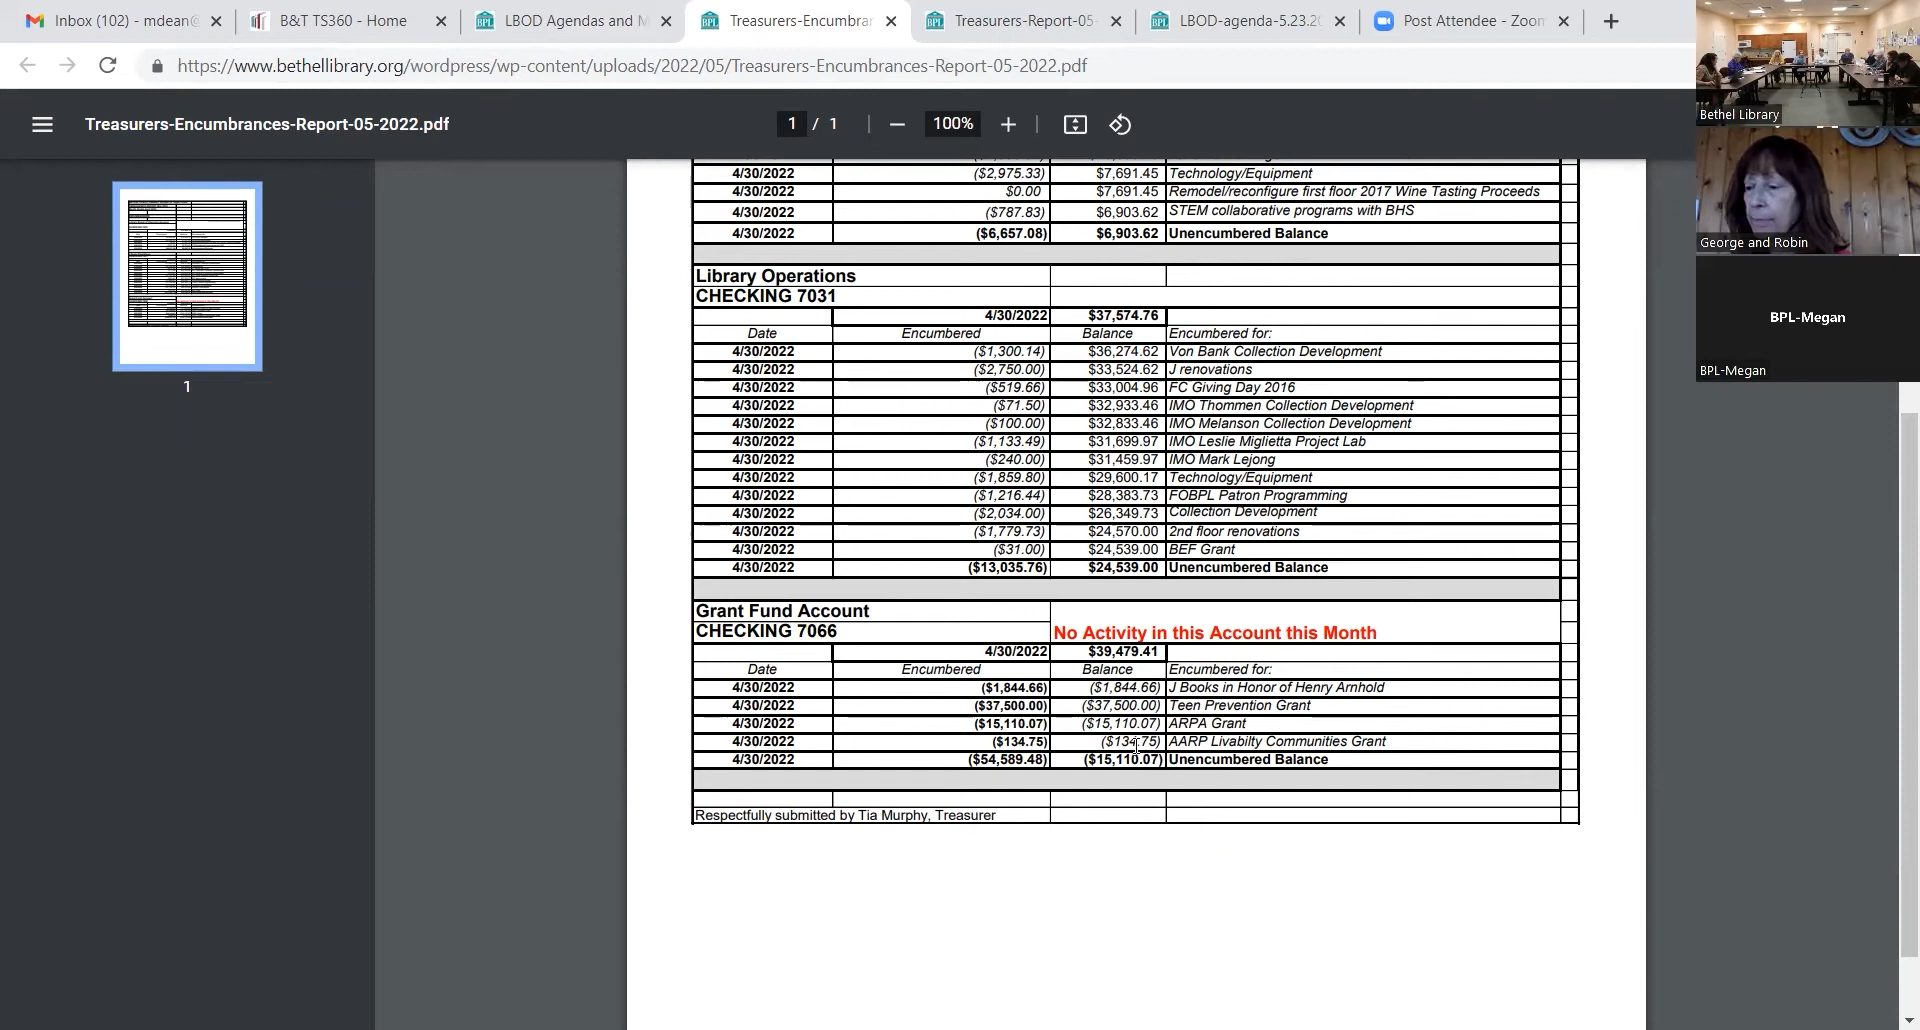 Inbox (102) - mdean@
B&T TS360 - Home
LBOD Agendas and M
Treasurers-Encumbran
Treasurers-Report-05-
LBOD-agenda-5.23.20
Post Attendee - Zoom
https://www.bethellibrary.org/wordpress/wp-content/uploads/2022/05/Treasurers-Encumbrances-Report-05-2022.pdf
Treasurers-Encumbrances-Report-05-2022.pdf
1 / 1
100%
Bethel Library
George and Robin
BPL-Megan
BPL-Megan
1
4/30/2022 ($2,975.33) $7,691.45 Technology/Equipment
4/30/2022 $0.00 $7,691.45 Remodel/reconfigure first floor 2017 Wine Tasting Proceeds
4/30/2022 ($787.83) $6,903.62 STEM collaborative programs with BHS
4/30/2022 ($6,657.08) $6,903.62 Unencumbered Balance
Library Operations
CHECKING 7031
4/30/2022 $37,574.76
Date Encumbered Balance Encumbered for:
4/30/2022 ($1,300.14) $36,274.62 Von Bank Collection Development
4/30/2022 ($2,750.00) $33,524.62 J renovations
4/30/2022 ($519.66) $33,004.96 FC Giving Day 2016
4/30/2022 ($71.50) $32,933.46 IMO Thommen Collection Development
4/30/2022 ($100.00) $32,833.46 IMO Melanson Collection Development
4/30/2022 ($1,133.49) $31,699.97 IMO Leslie Miglietta Project Lab
4/30/2022 ($240.00) $31,459.97 IMO Mark Lejong
4/30/2022 ($1,859.80) $29,600.17 Technology/Equipment
4/30/2022 ($1,216.44) $28,383.73 FOBPL Patron Programming
4/30/2022 ($2,034.00) $26,349.73 Collection Development
4/30/2022 ($1,779.73) $24,570.00 2nd floor renovations
4/30/2022 ($31.00) $24,539.00 BEF Grant
4/30/2022 ($13,035.76) $24,539.00 Unencumbered Balance
Grant Fund Account
CHECKING 7066 No Activity in this Account this Month
4/30/2022 $39,479.41
Date Encumbered Balance Encumbered for:
4/30/2022 ($1,844.66) ($1,844.66) J Books in Honor of Henry Arnhold
4/30/2022 ($37,500.00) ($37,500.00) Teen Prevention Grant
4/30/2022 ($15,110.07) ($15,110.07) ARPA Grant
4/30/2022 ($134.75) ($134.75) AARP Livabilty Communities Grant
4/30/2022 ($54,589.48) ($15,110.07) Unencumbered Balance
Respectfully submitted by Tia Murphy, Treasurer